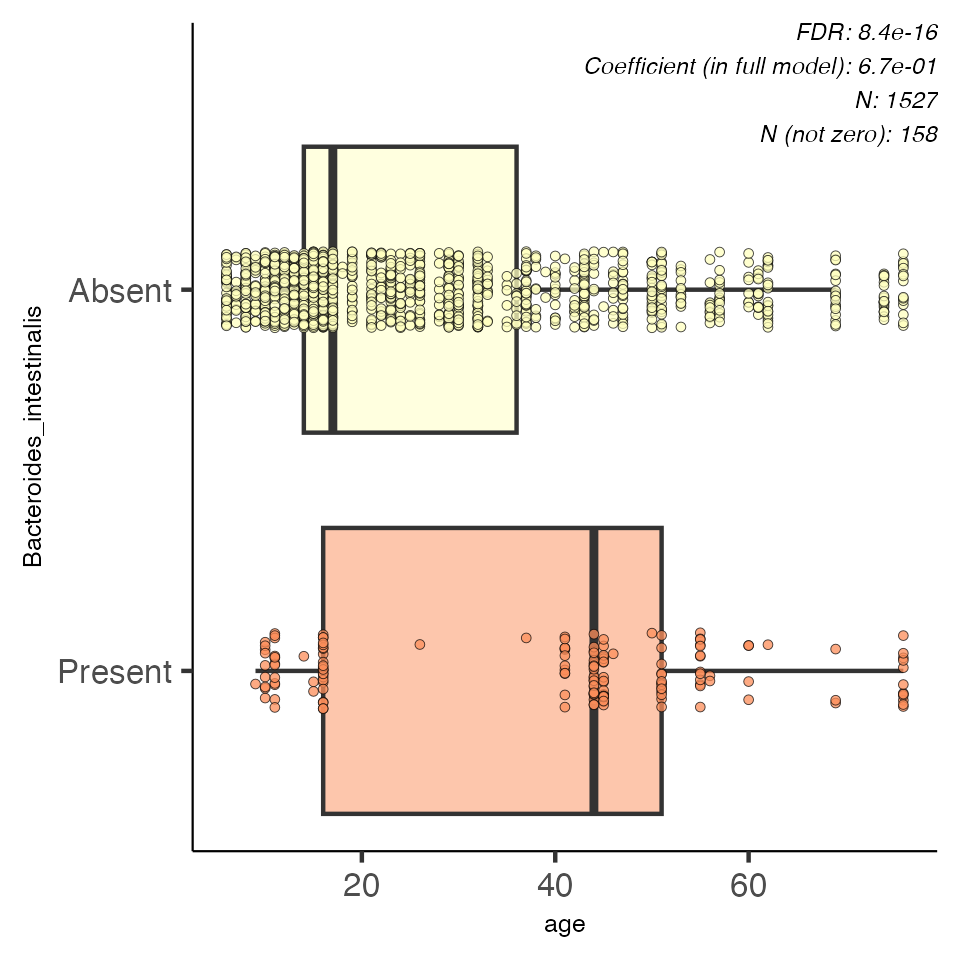 FDR: 8.4e-16
Coefficient (in full model): 6.7e-01
N: 1527
N (not zero): 158
Bacteroides_intestinalis
Absent
Present
20 40 60
age